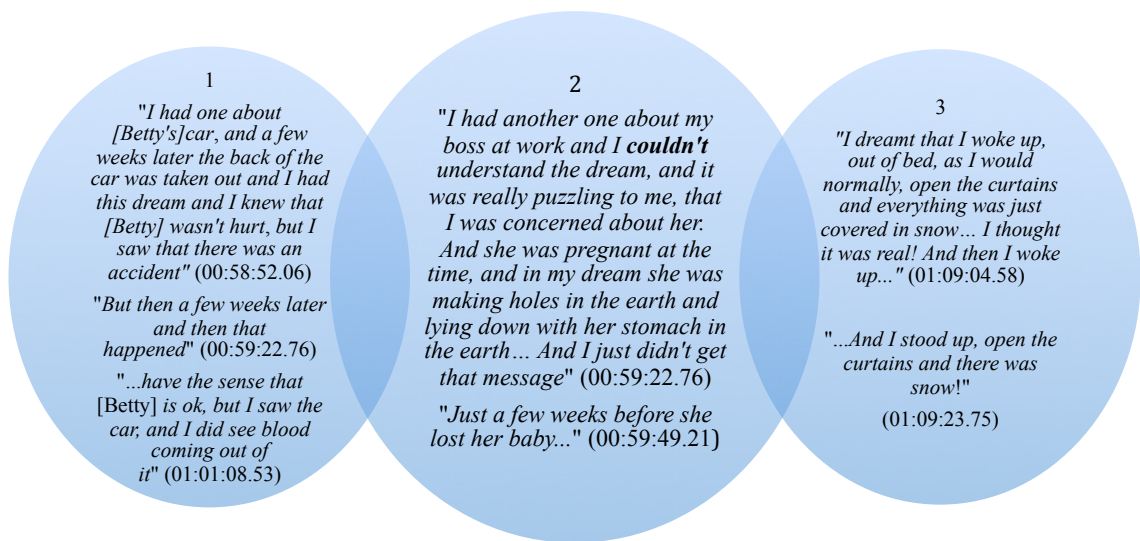 1
"I had one about
[Betty's]car, and a few
weeks later the back of the
car was taken out and I had
this dream and I knew that
[Betty] wasn't hurt, but I
saw that there was an
accident" (00:58:52.06)
"But then a few weeks later
and then that
happened" (00:59:22.76)
"...have the sense that
[Betty] is ok, but I saw the
car, and I did see blood
coming out of
it" (01:01:08.53)
2
"I had another one about my
boss at work and I couldn't
understand the dream, and it
was really puzzling to me, that
I was concerned about her.
And she was pregnant at the
time, and in my dream she was
making holes in the earth and
lying down with her stomach in
the earth… And I just didn't get
that message" (00:59:22.76)
"Just a few weeks before she
lost her baby..." (00:59:49.21)
3
"I dreamt that I woke up,
out of bed, as I would
normally, open the curtains
and everything was just
covered in snow… I thought
it was real! And then I woke
up..." (01:09:04.58)
"...And I stood up, open the
curtains and there was
snow!"
(01:09:23.75)